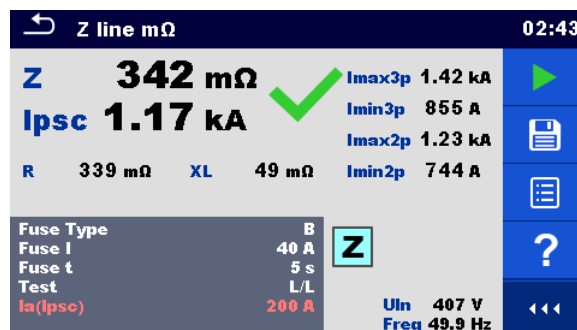 Z line mΩ 02:43
Z 342 mΩ
Ipsc 1.17 kA
R 339 mΩ XL 49 mΩ
Imax3p 1.42 kA
Imin3p 855 A
Imax2p 1.23 kA
Imin2p 744 A
Fuse Type B
Fuse I 40 A
Fuse t 5 s
Test L/L
Ia(Ipsc) 200 A
Z
Uln 407 V
Freq 49.9 Hz
?